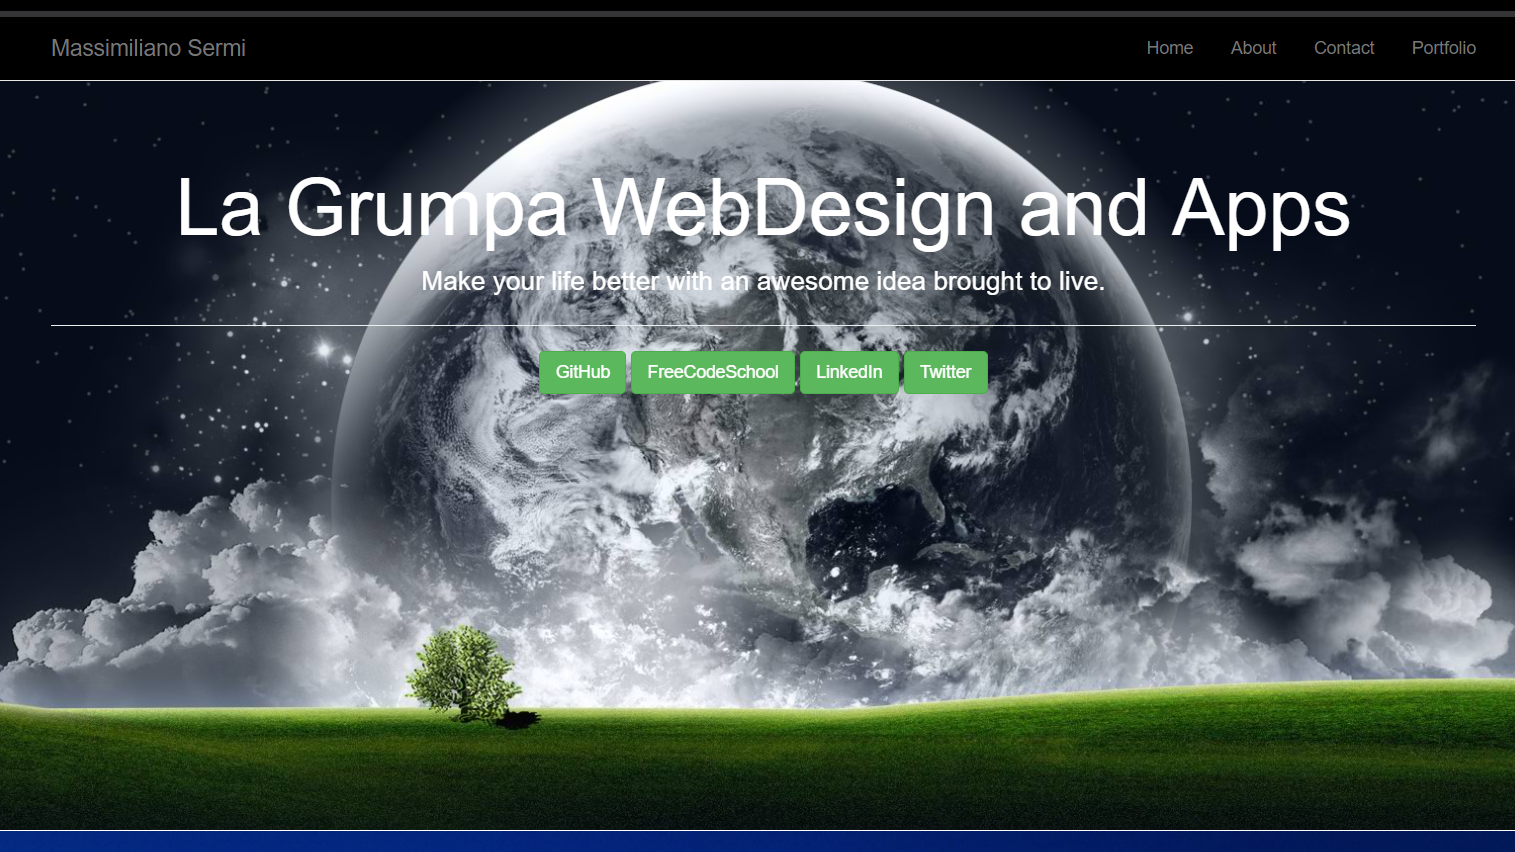 Massimiliano Sermi
Home About Contact Portfolio
La Grumpa WebDesign and Apps
Make your life better with an awesome idea brought to live.
GitHub FreeCodeSchool LinkedIn Twitter